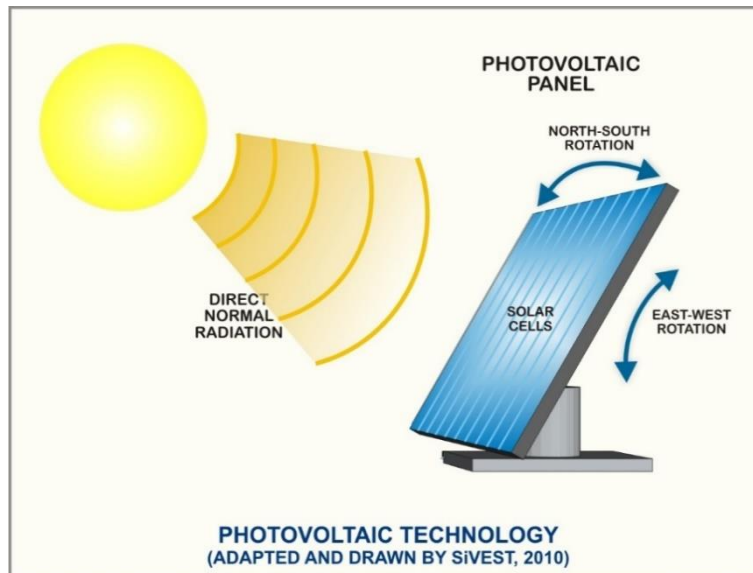 PHOTOVOLTAIC
PANEL
NORTH-SOUTH
ROTATION
DIRECT
NORMAL
RADIATION
SOLAR
CELLS
EAST-WEST
ROTATION
PHOTOVOLTAIC TECHNOLOGY
(ADAPTED AND DRAWN BY SiVEST, 2010)